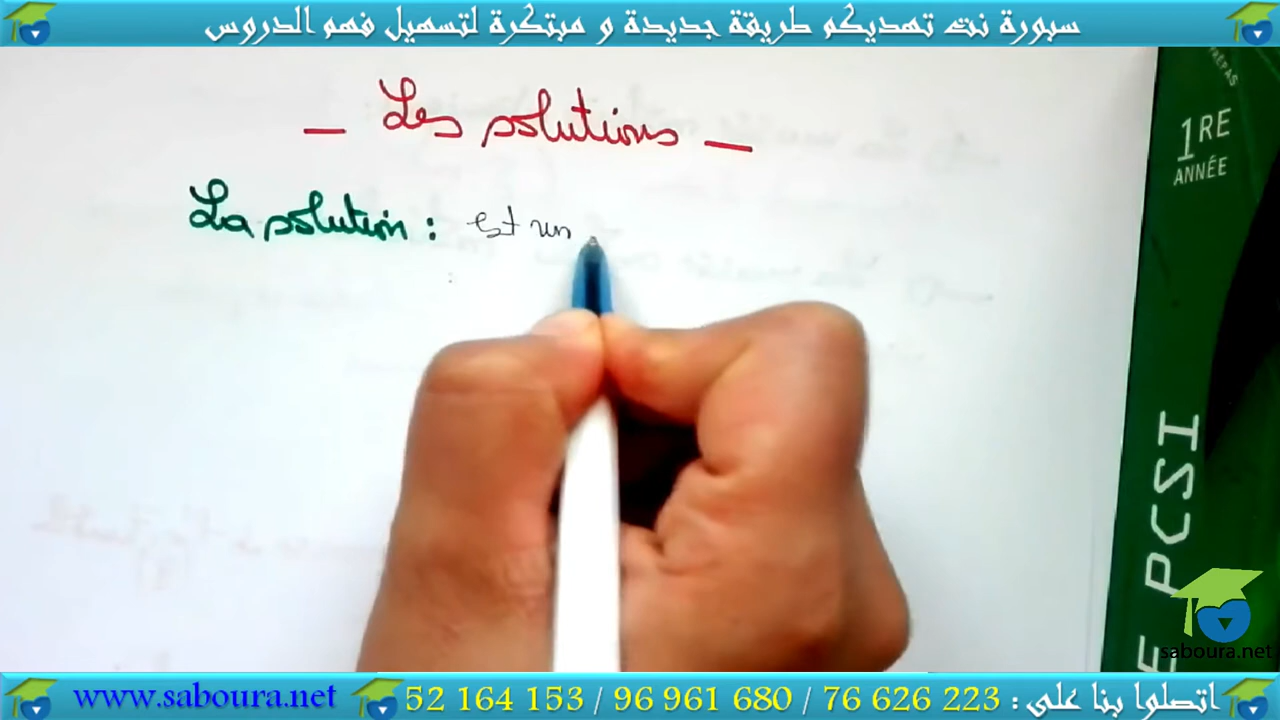 سبورة نت تهديكم طريقة جديدة و مبتكرة لتسهيل فهم الدروس
PRÉPAS
1RE
ANNÉE
_ Les solutions _
La solution : est un
E PCSI
saboura.net
www.saboura.net
52 164 153 / 96 961 680 / 76 626 223 : اتصلوا بنا على